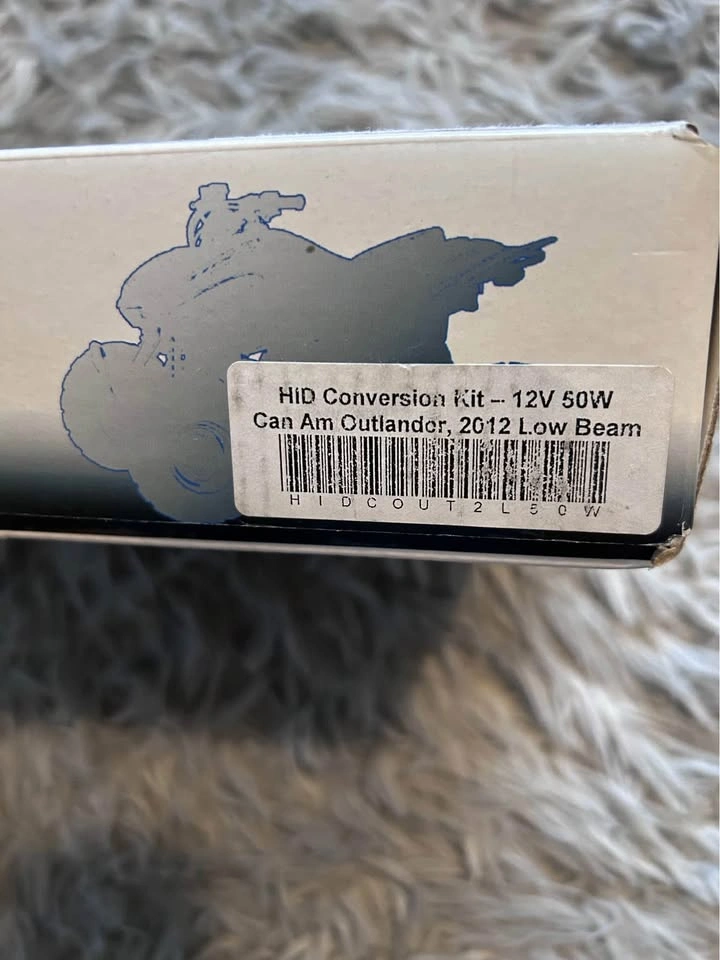 HID Conversion Kit – 12V 50W
Can Am Outlander, 2012 Low Beam
HIDCOUT2L50W